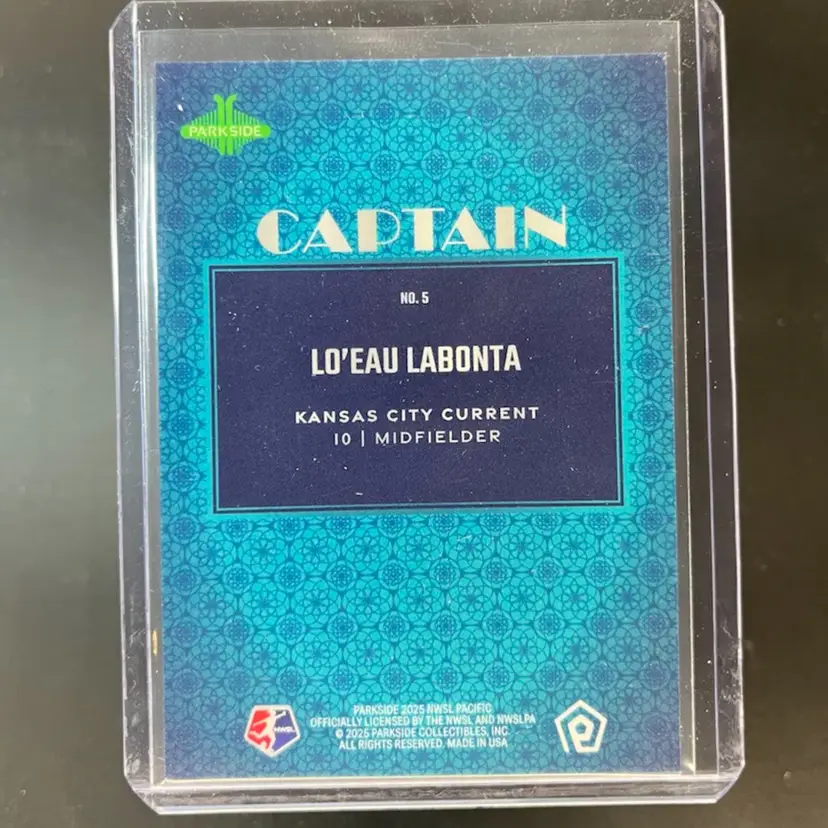 PARKSIDE
CAPTAIN
NO. 5
LO'EAU LABONTA
KANSAS CITY CURRENT
10 | MIDFIELDER
PARKSIDE 2025 NWSL PACIFIC
OFFICIALLY LICENSED BY THE NWSL AND NWSLPA
© 2025 PARKSIDE COLLECTIBLES, INC.
ALL RIGHTS RESERVED. MADE IN USA
NWSL